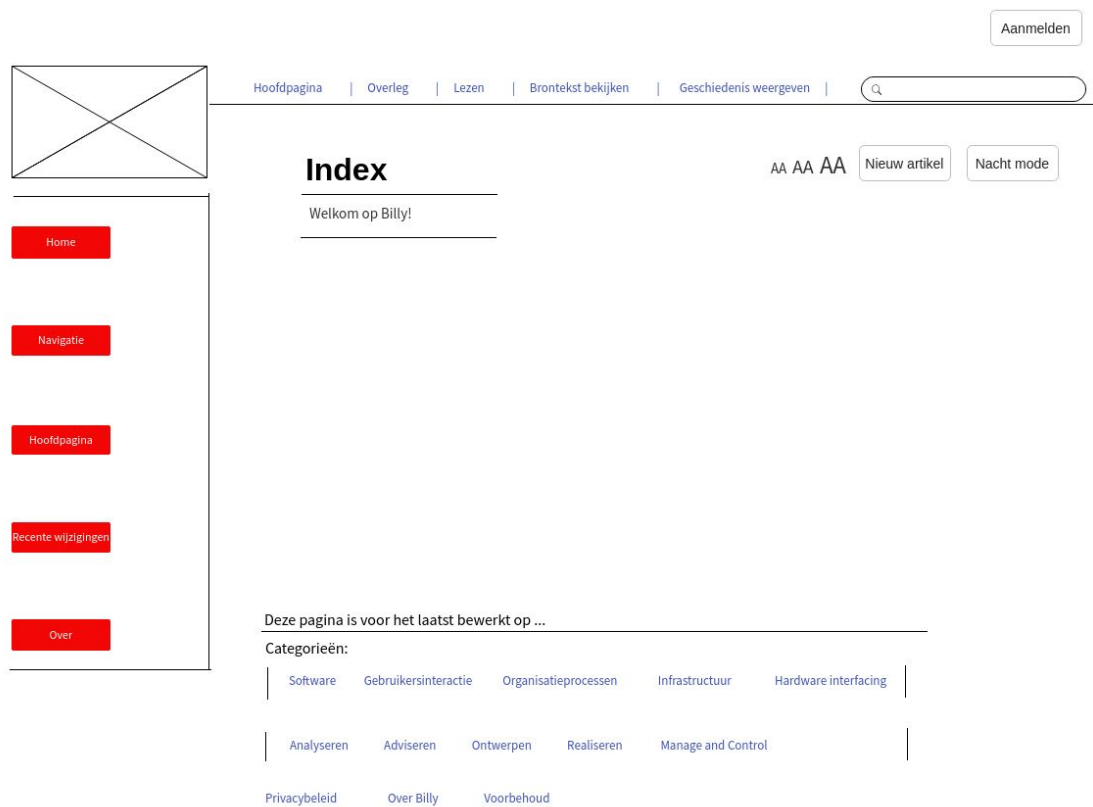 Aanmelden
Hoofdpagina | Overleg | Lezen | Brontekst bekijken | Geschiedenis weergeven |
Index
AA AA AA Nieuw artikel Nacht mode
Welkom op Billy!
Home
Navigatie
Hoofdpagina
Recente wijzigingen
Over
Deze pagina is voor het laatst bewerkt op ...
Categorieën:
Software Gebruikersinteractie Organisatieprocessen Infrastructuur Hardware interfacing
Analyseren Adviseren Ontwerpen Realiseren Manage and Control
Privacybeleid Over Billy Voorbehoud